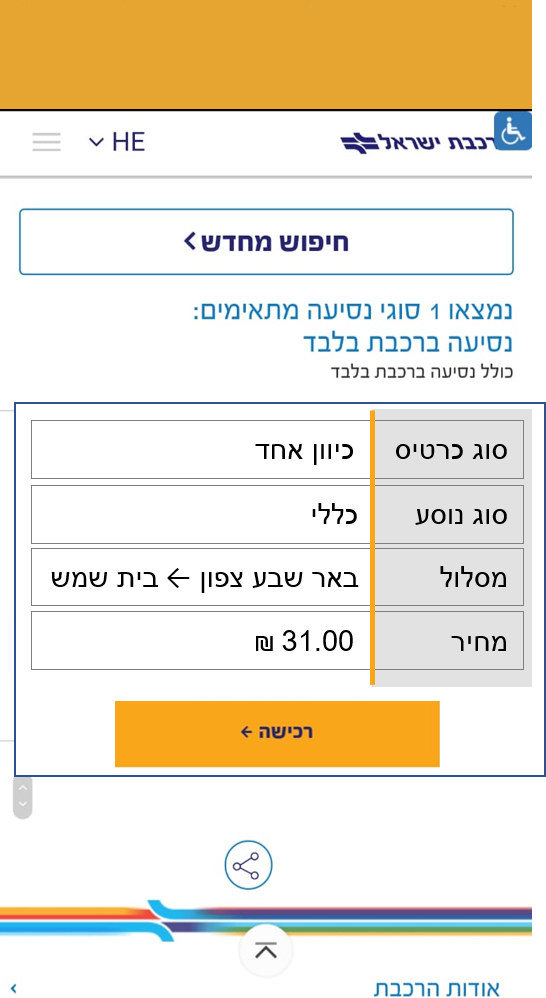 רכבת ישראל
HE
חיפוש מחדש
נמצאו 1 סוגי נסיעה מתאימים:
נסיעה ברכבת בלבד
כולל נסיעה ברכבת בלבד
סוג כרטיס כיוון אחד
סוג נוסע כללי
מסלול באר שבע צפון ← בית שמש
מחיר 31.00 ₪
רכישה ←
אודות הרכבת